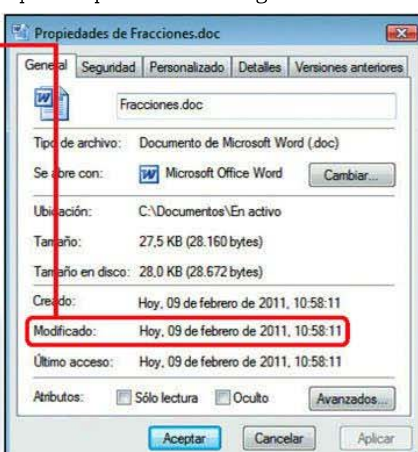 Propiedades de Fracciones.doc
General Seguridad Personalizado Detalles Versiones anteriores
Fracciones.doc
Tipo de archivo: Documento de Microsoft Word (.doc)
Se abre con: Microsoft Office Word Cambiar...
Ubicación: C:\Documentos\En activo
Tamaño: 27,5 KB (28.160 bytes)
Tamaño en disco: 28,0 KB (28.672 bytes)
Creado: Hoy, 09 de febrero de 2011, 10:58:11
Modificado: Hoy, 09 de febrero de 2011, 10:58:11
Último acceso: Hoy, 09 de febrero de 2011, 10:58:11
Atributos: Sólo lectura Oculto Avanzados...
Aceptar Cancelar Aplicar